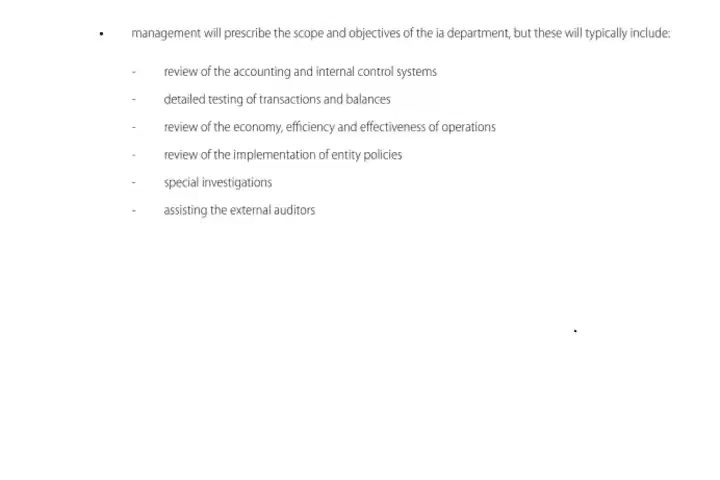 • management will prescribe the scope and objectives of the ia department, but these will typically include:
- review of the accounting and internal control systems
- detailed testing of transactions and balances
- review of the economy, efficiency and effectiveness of operations
- review of the implementation of entity policies
- special investigations
- assisting the external auditors